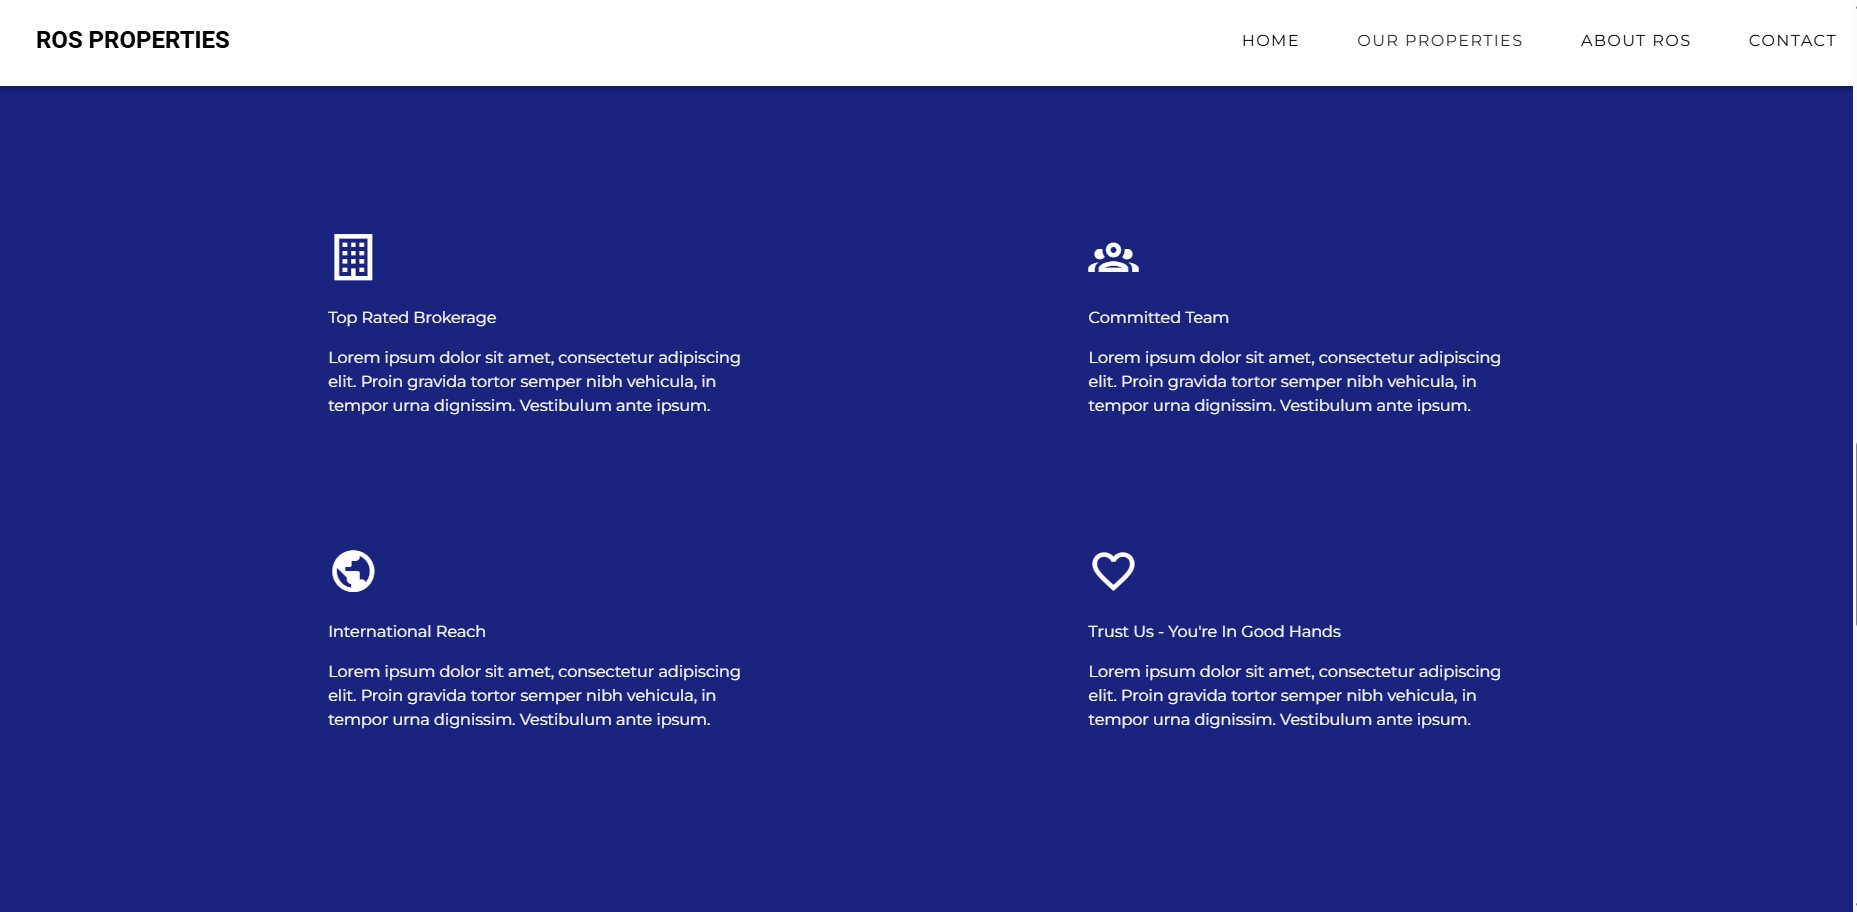 ROS PROPERTIES
HOME
OUR PROPERTIES
ABOUT ROS
CONTACT
Top Rated Brokerage
Lorem ipsum dolor sit amet, consectetur adipiscing
elit. Proin gravida tortor semper nibh vehicula, in
tempor urna dignissim. Vestibulum ante ipsum.
Committed Team
Lorem ipsum dolor sit amet, consectetur adipiscing
elit. Proin gravida tortor semper nibh vehicula, in
tempor urna dignissim. Vestibulum ante ipsum.
International Reach
Lorem ipsum dolor sit amet, consectetur adipiscing
elit. Proin gravida tortor semper nibh vehicula, in
tempor urna dignissim. Vestibulum ante ipsum.
Trust Us - You're In Good Hands
Lorem ipsum dolor sit amet, consectetur adipiscing
elit. Proin gravida tortor semper nibh vehicula, in
tempor urna dignissim. Vestibulum ante ipsum.